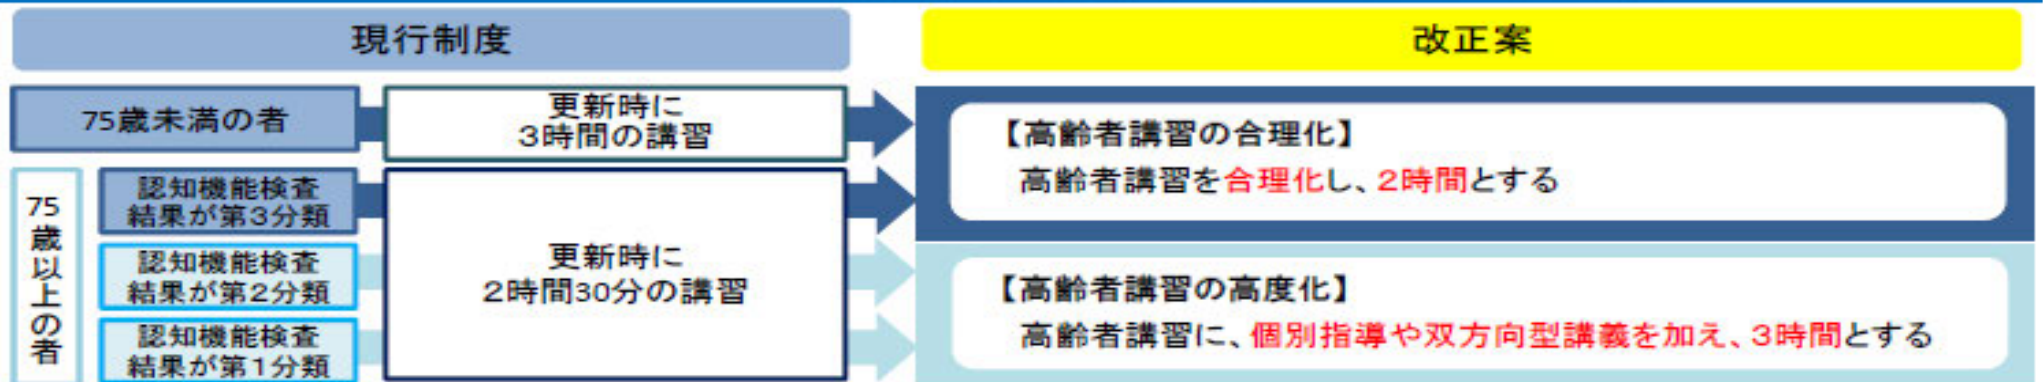 現行制度
改正案
75歳未満の者
更新時に
3時間の講習
【高齢者講習の合理化】
高齢者講習を合理化し、2時間とする
75歳以上の者
認知機能検査
結果が第3分類
認知機能検査
結果が第2分類
認知機能検査
結果が第1分類
更新時に
2時間30分の講習
【高齢者講習の高度化】
高齢者講習に、個別指導や双方向型講義を加え、3時間とする